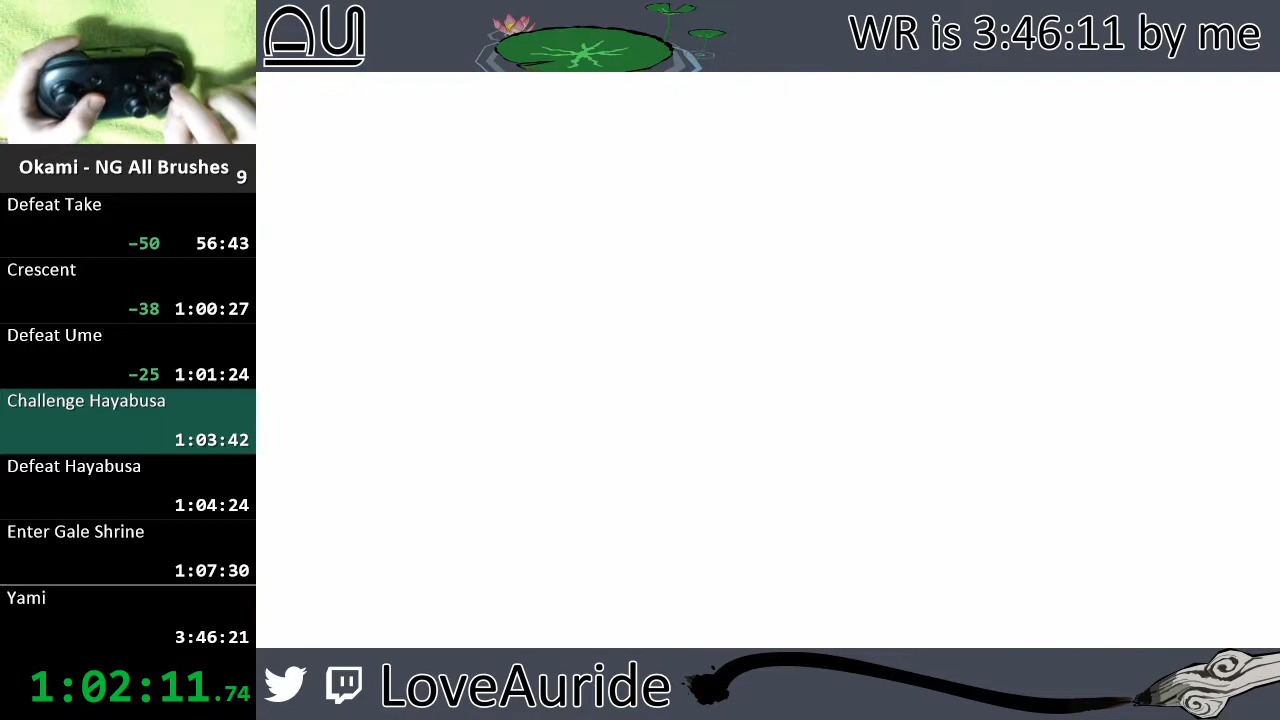 AU
WR is 3:46:11 by me
Okami - NG All Brushes 9
Defeat Take
-50 56:43
Crescent
-38 1:00:27
Defeat Ume
-25 1:01:24
Challenge Hayabusa
1:03:42
Defeat Hayabusa
1:04:24
Enter Gale Shrine
1:07:30
Yami
3:46:21
1:02:11.74
LoveAuride